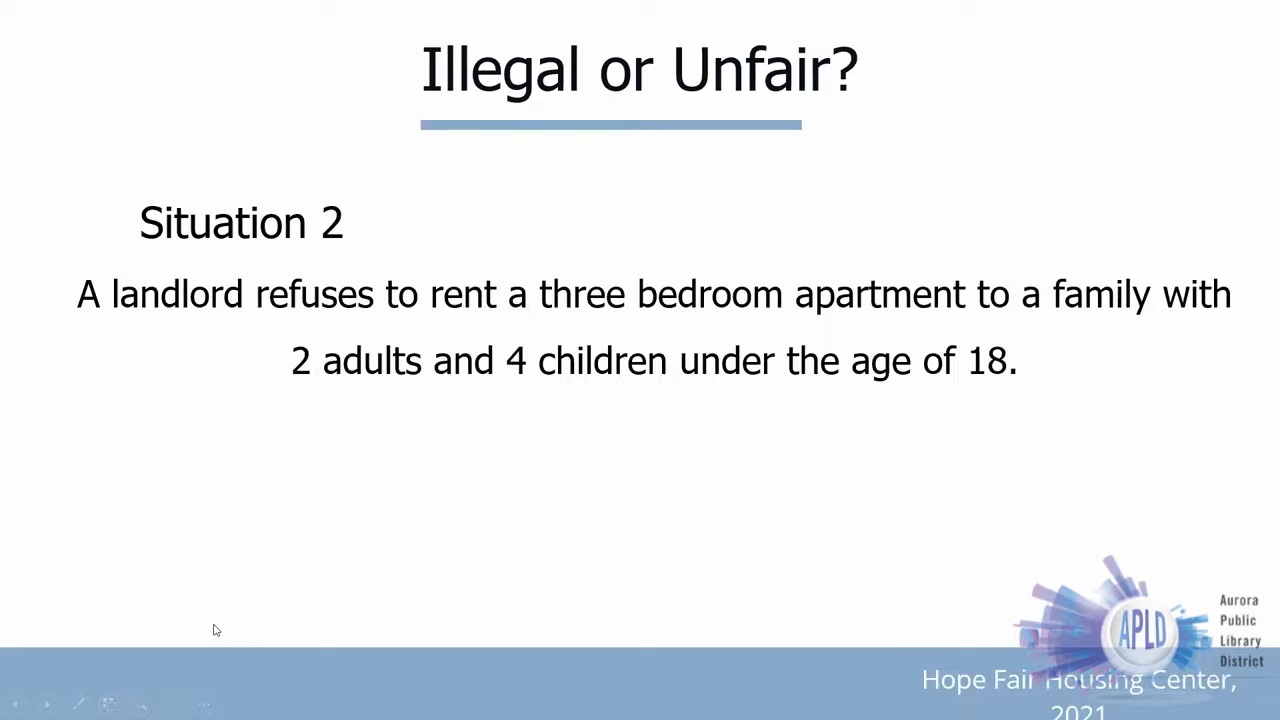 Illegal or Unfair?
Situation 2
A landlord refuses to rent a three bedroom apartment to a family with
2 adults and 4 children under the age of 18.
APLD
Aurora
Public
Library
District
Hope Fair Housing Center,
2021